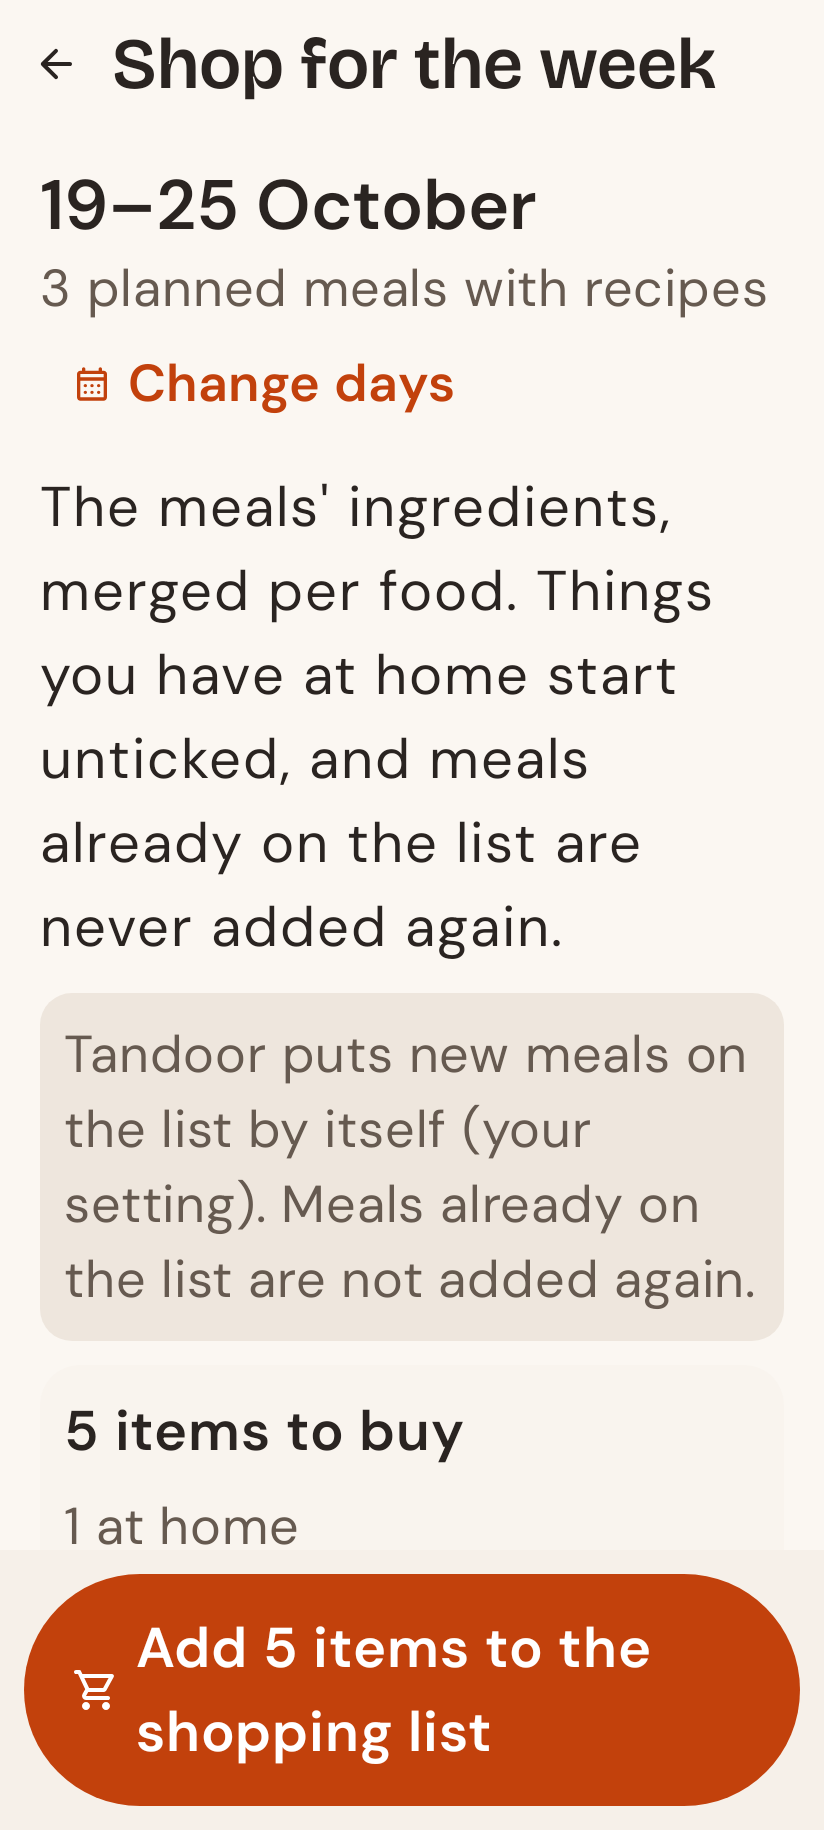 Shop for the week
19–25 October
3 planned meals with recipes
Change days
The meals' ingredients,
merged per food. Things
you have at home start
unticked, and meals
already on the list are
never added again.
Tandoor puts new meals on
the list by itself (your
setting). Meals already on
the list are not added again.
5 items to buy
1 at home
Add 5 items to the
shopping list